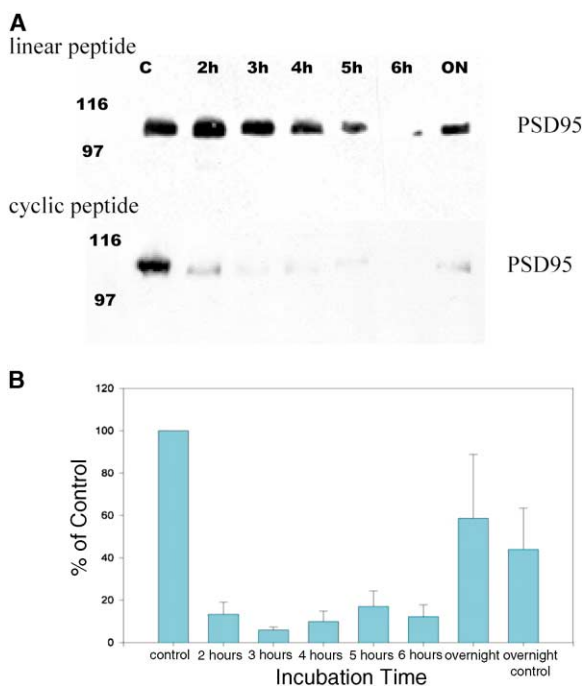 A
linear peptide
C 2h 3h 4h 5h 6h ON
116
PSD95
97
cyclic peptide
116
PSD95
97
B
120
100
80
60
40
20
0
% of Control
control 2 hours 3 hours 4 hours 5 hours 6 hours overnight overnight control
Incubation Time